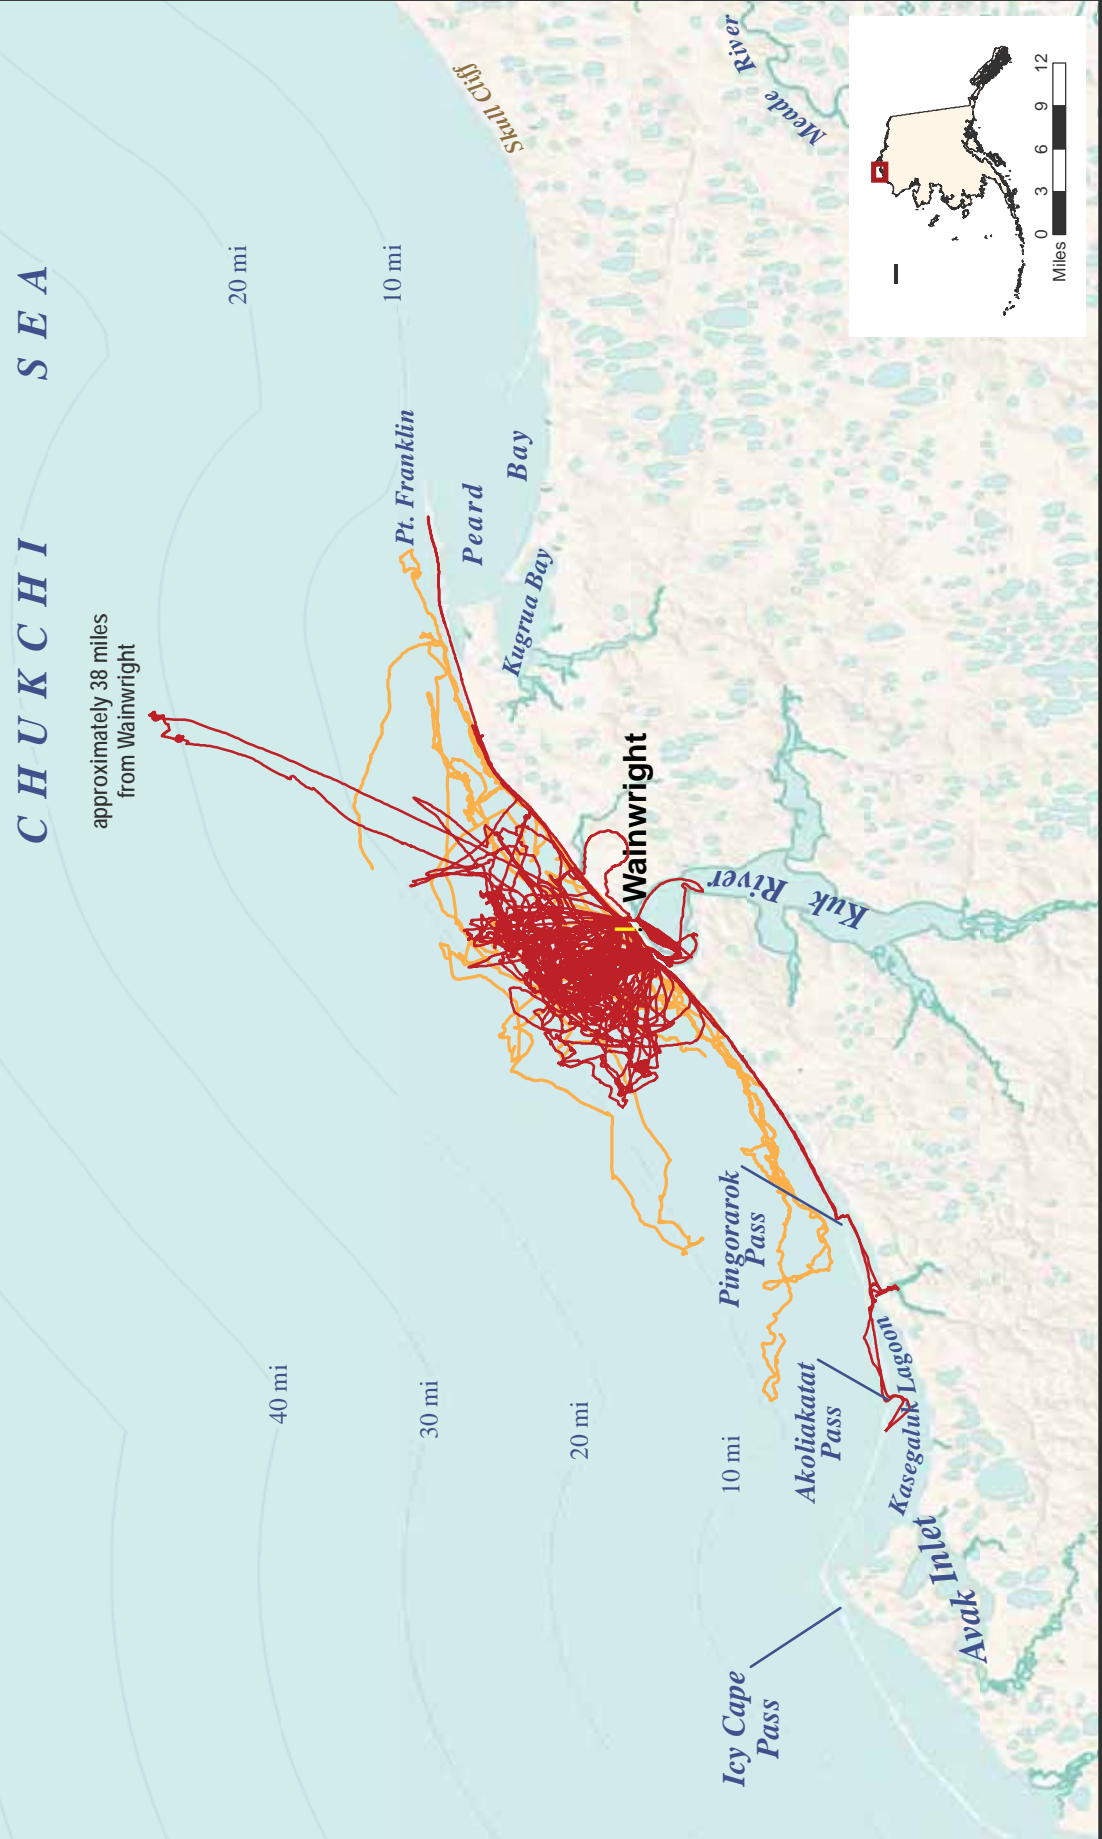 CHUKCHI SEA
approximately 38 miles
from Wainwright
40 mi
30 mi
20 mi
10 mi
20 mi
10 mi
Skull Cliff
Meade River
Pt. Franklin
Peard Bay
Kugrua Bay
Wainwright
Kuk River
Pingorarok
Pass
Akoliakatat
Pass
Kasegaluk Lagoon
Avak Inlet
Icy Cape
Pass
0 3 6 9 12
Miles